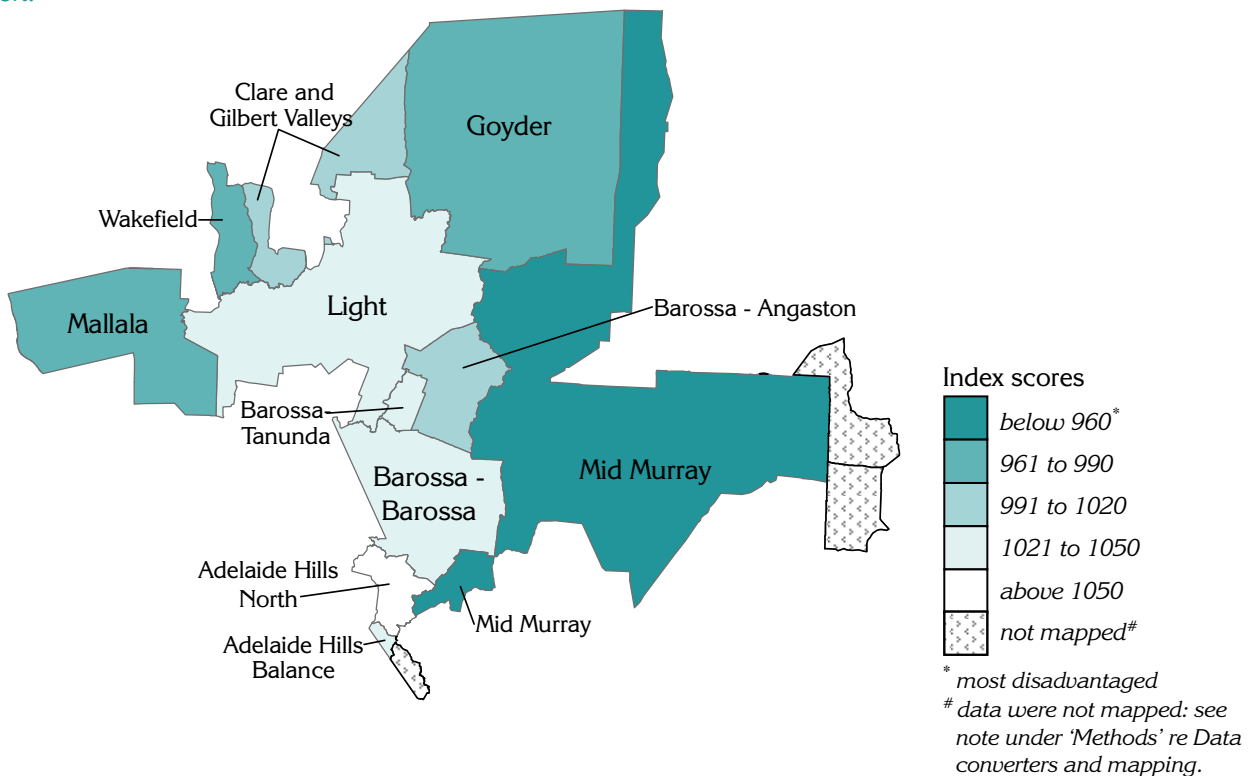 Clare and
Gilbert Valleys
Goyder
Wakefield
Light
Mallala
Barossa - Angaston
Barossa-
Tanunda
Barossa -
Barossa
Mid Murray
Adelaide Hills
North
Mid Murray
Adelaide Hills
Balance
Index scores
below 960*
961 to 990
991 to 1020
1021 to 1050
above 1050
not mapped#
* most disadvantaged
# data were not mapped: see
note under 'Methods' re Data
converters and mapping.